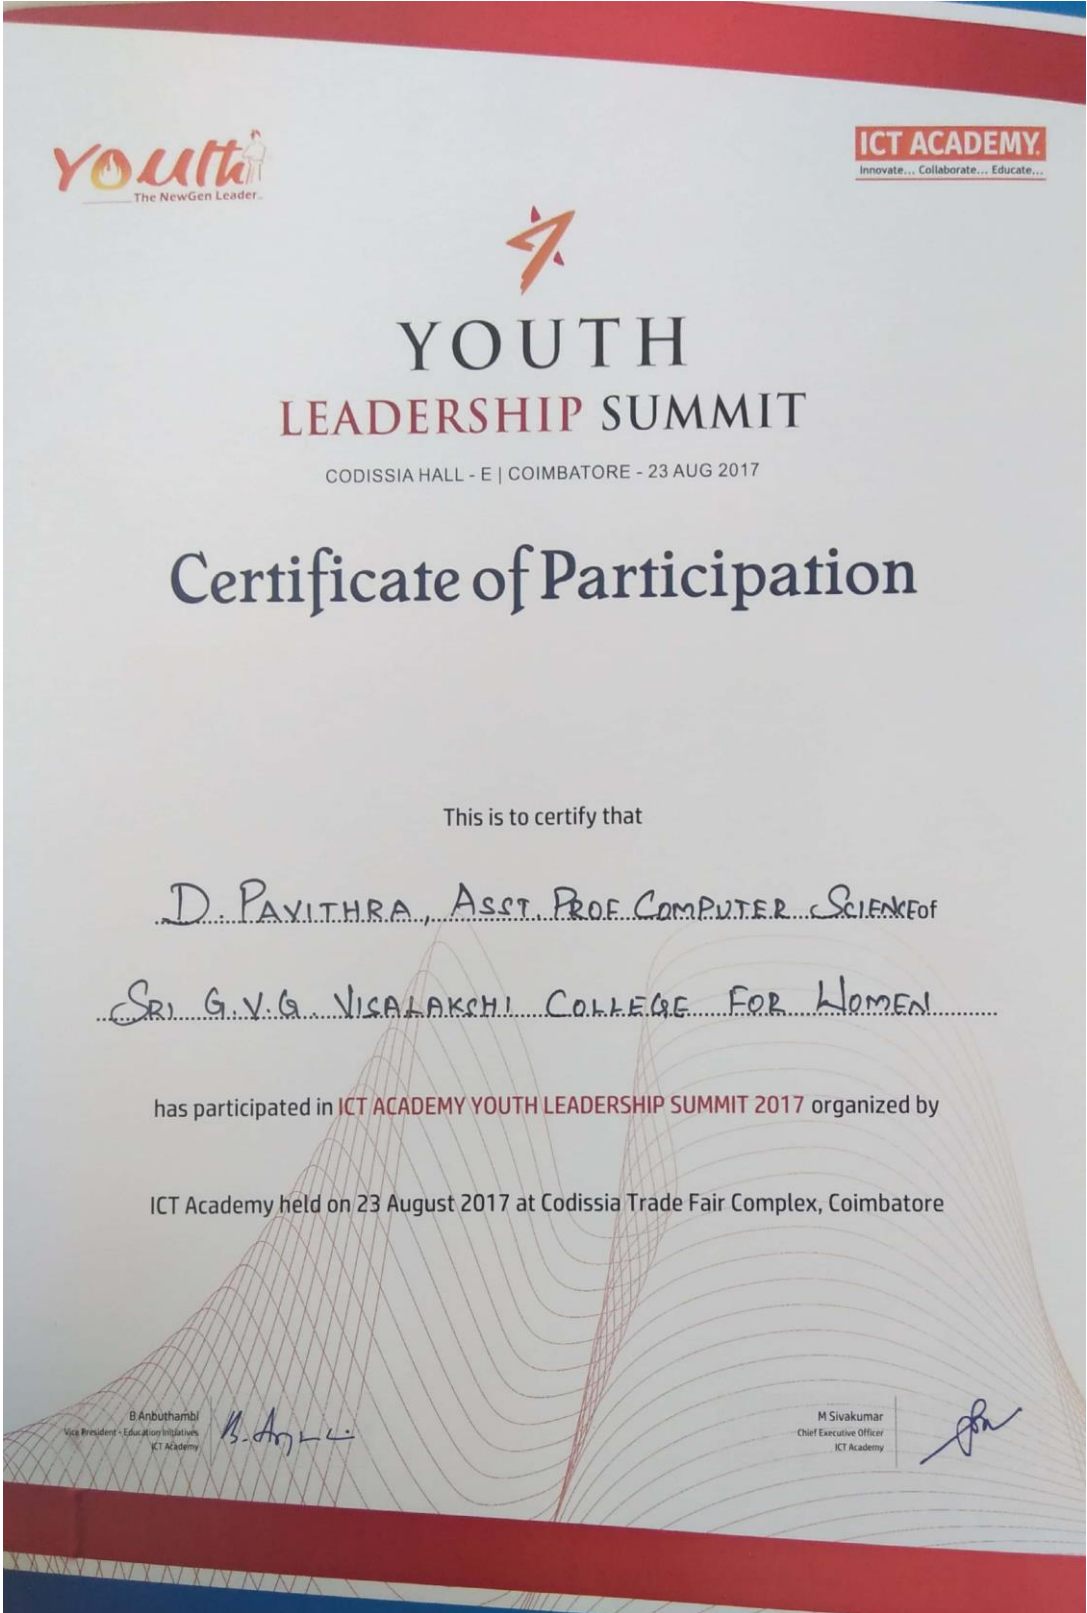 Youth
The NewGen Leader..
ICT ACADEMY.
Innovate... Collaborate... Educate...
YOUTH
LEADERSHIP SUMMIT
CODISSIA HALL - E | COIMBATORE - 23 AUG 2017
Certificate of Participation
This is to certify that
D. PAVITHRA, ASST. PROF COMPUTER SCIENCE of
SRI G.V.G. VISALAKSHI COLLEGE FOR WOMEN
has participated in ICT ACADEMY YOUTH LEADERSHIP SUMMIT 2017 organized by
ICT Academy held on 23 August 2017 at Codissia Trade Fair Complex, Coimbatore
B Anbuthambi
Vice President - Education Initiatives
ICT Academy
M Sivakumar
Chief Executive Officer
ICT Academy